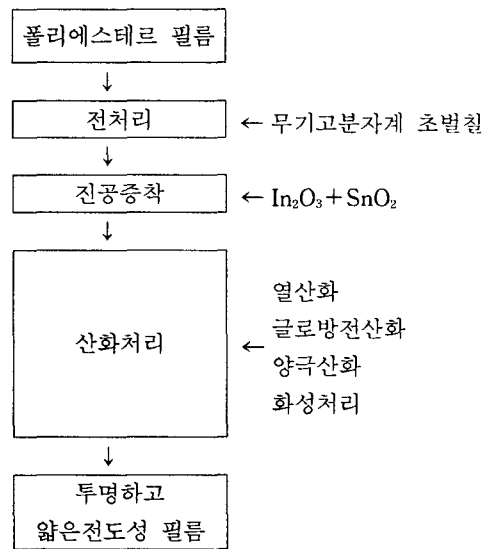 폴리에스테르 필름
↓
전처리 ← 무기고분자계 초벌칠
↓
진공증착 ← In₂O₃+SnO₂
↓
산화처리 ←
열산화
글로방전산화
양극산화
화성처리
↓
투명하고
얇은전도성 필름